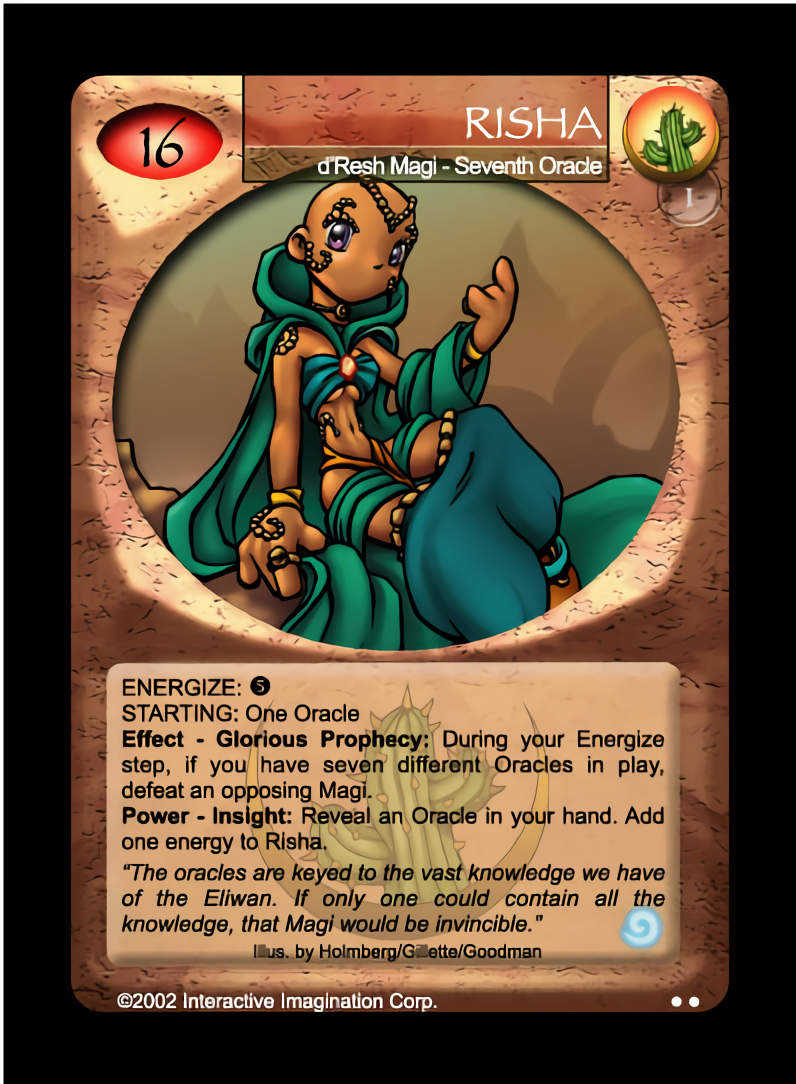 16
RISHA
d'Resh Magi - Seventh Oracle
I
ENERGIZE: ❺
STARTING: One Oracle
Effect - Glorious Prophecy: During your Energize
step, if you have seven different Oracles in play,
defeat an opposing Magi.
Power - Insight: Reveal an Oracle in your hand. Add
one energy to Risha.
"The oracles are keyed to the vast knowledge we have
of the Eliwan. If only one could contain all the
knowledge, that Magi would be invincible."
Illus. by Holmberg/Gillette/Goodman
©2002 Interactive Imagination Corp.